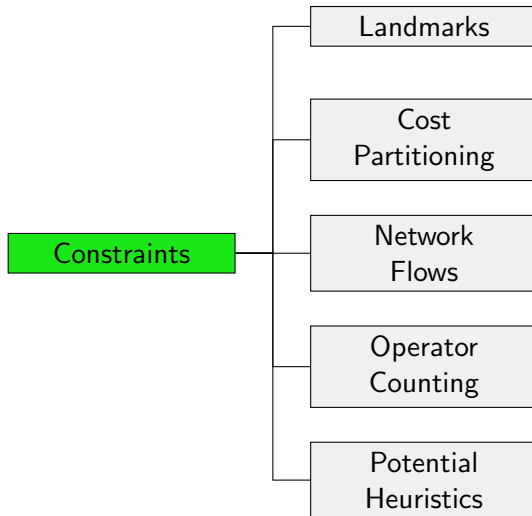 Landmarks
Cost
Partitioning
Constraints
Network
Flows
Operator
Counting
Potential
Heuristics